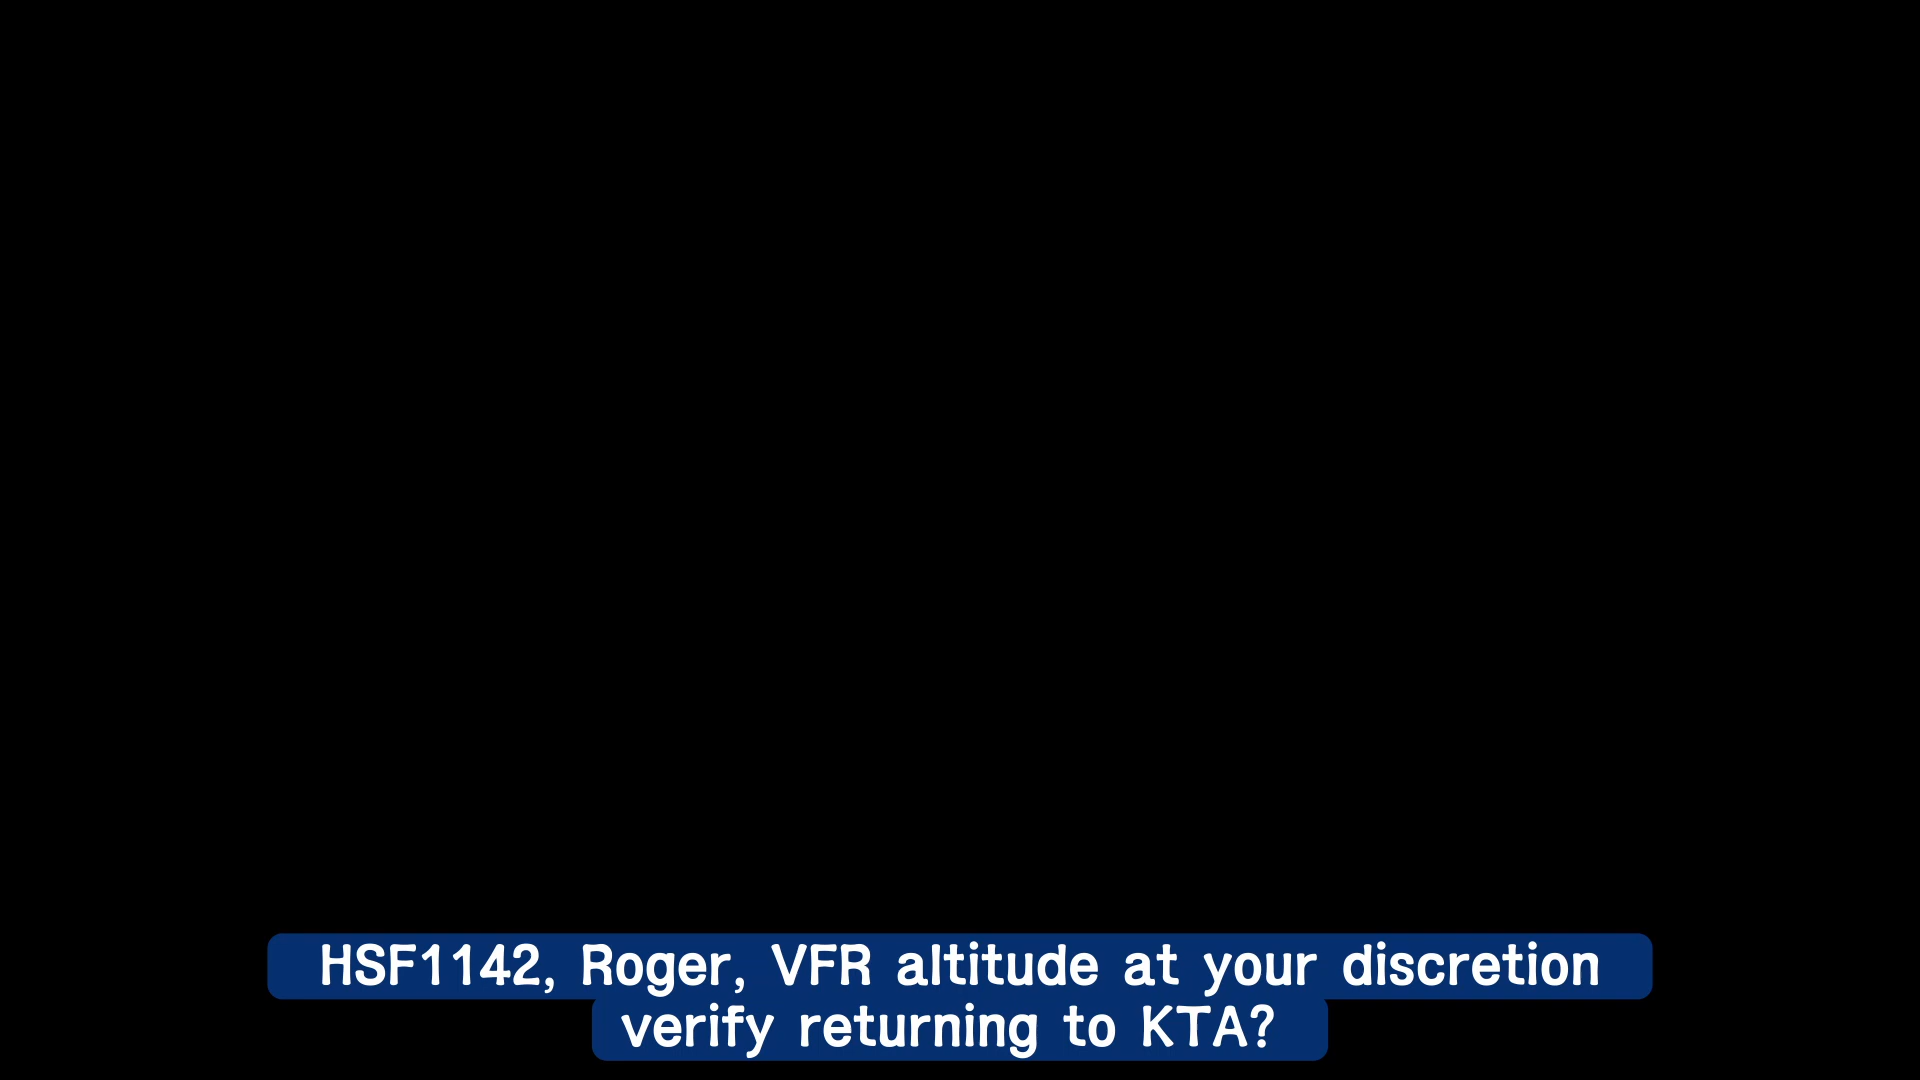 HSF1142, Roger, VFR altitude at your discretion
verify returning to KTA?